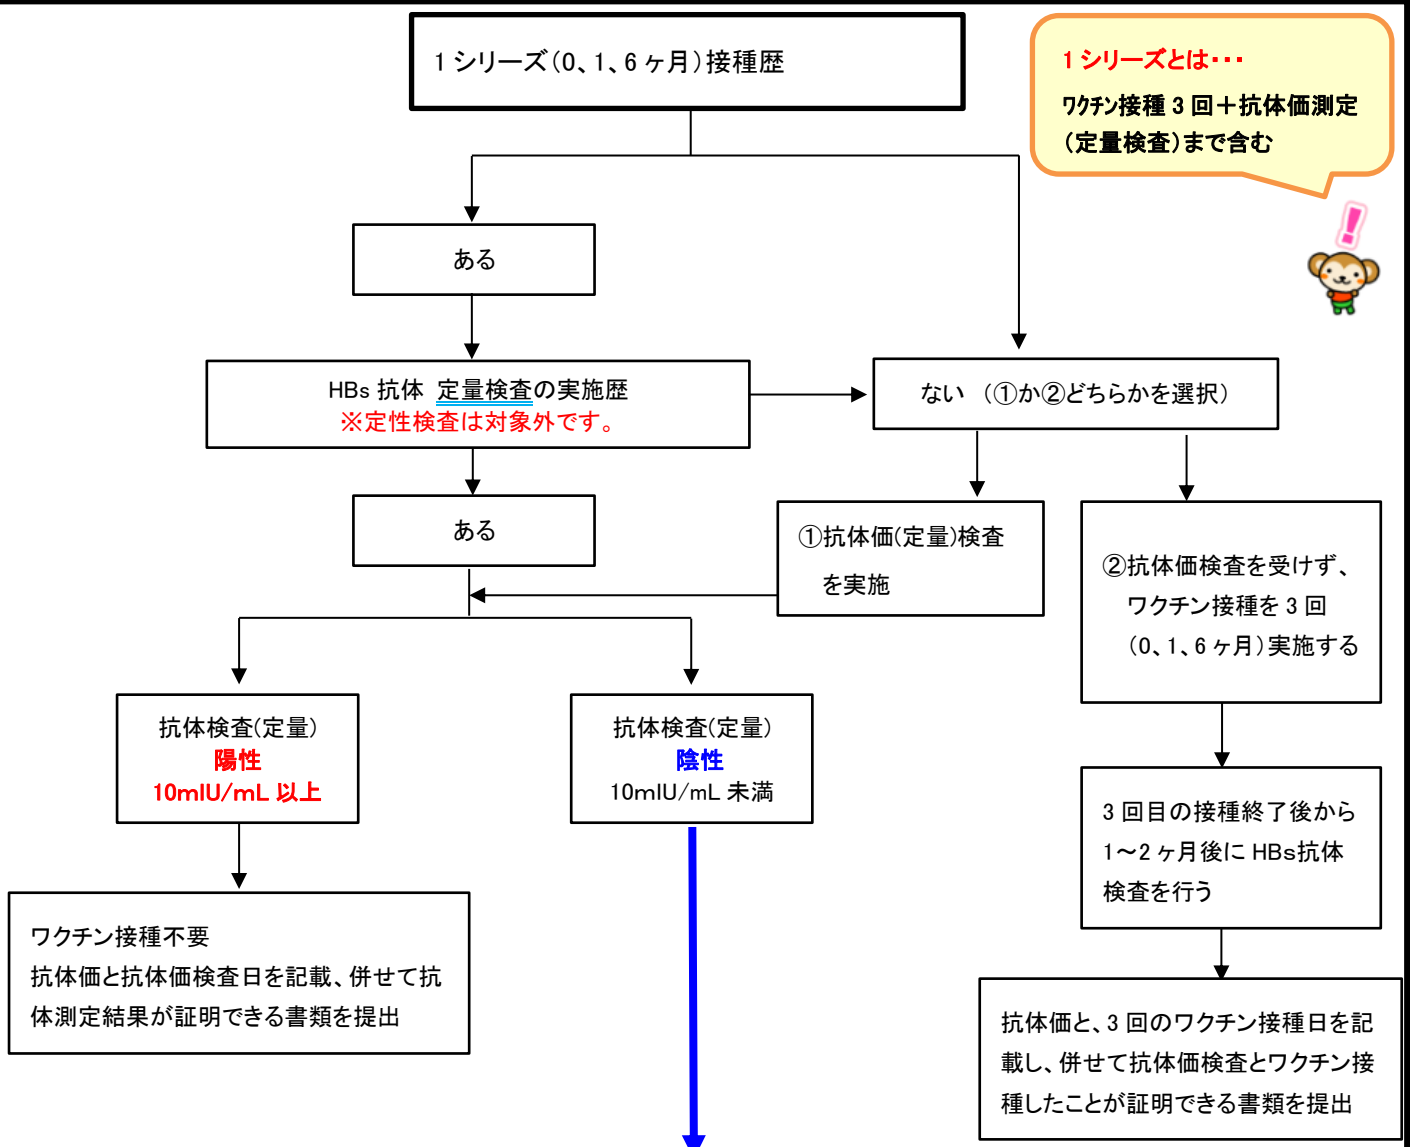 1シリーズ(0、1、6ヶ月)接種歴
1シリーズとは・・・
ワクチン接種3回＋抗体価測定
(定量検査)まで含む
ある
HBs抗体 定量検査の実施歴
※定性検査は対象外です。
ない (①か②どちらかを選択)
ある
①抗体価(定量)検査
を実施
②抗体価検査を受けず、
ワクチン接種を3回
(0、1、6ヶ月)実施する
抗体検査(定量)
陽性
10mIU/mL以上
抗体検査(定量)
陰性
10mIU/mL未満
3回目の接種終了後から
1～2ヶ月後にHBs抗体
検査を行う
ワクチン接種不要
抗体価と抗体価検査日を記載、併せて抗
体測定結果が証明できる書類を提出
抗体価と、3回のワクチン接種日を記
載し、併せて抗体価検査とワクチン接
種したことが証明できる書類を提出